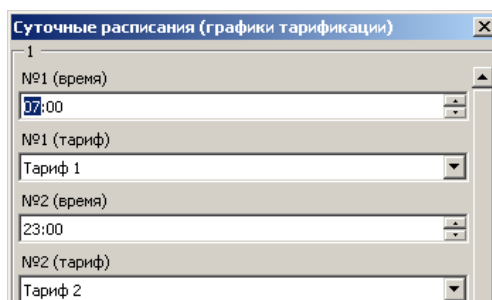 Суточные расписания (графики тарификации)
1
№1 (время)
07:00
№1 (тариф)
Тариф 1
№2 (время)
23:00
№2 (тариф)
Тариф 2